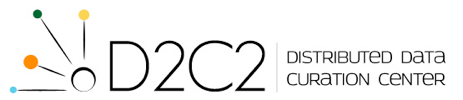 D2C2
DISTRIBUTED DATA
CURATION CENTER